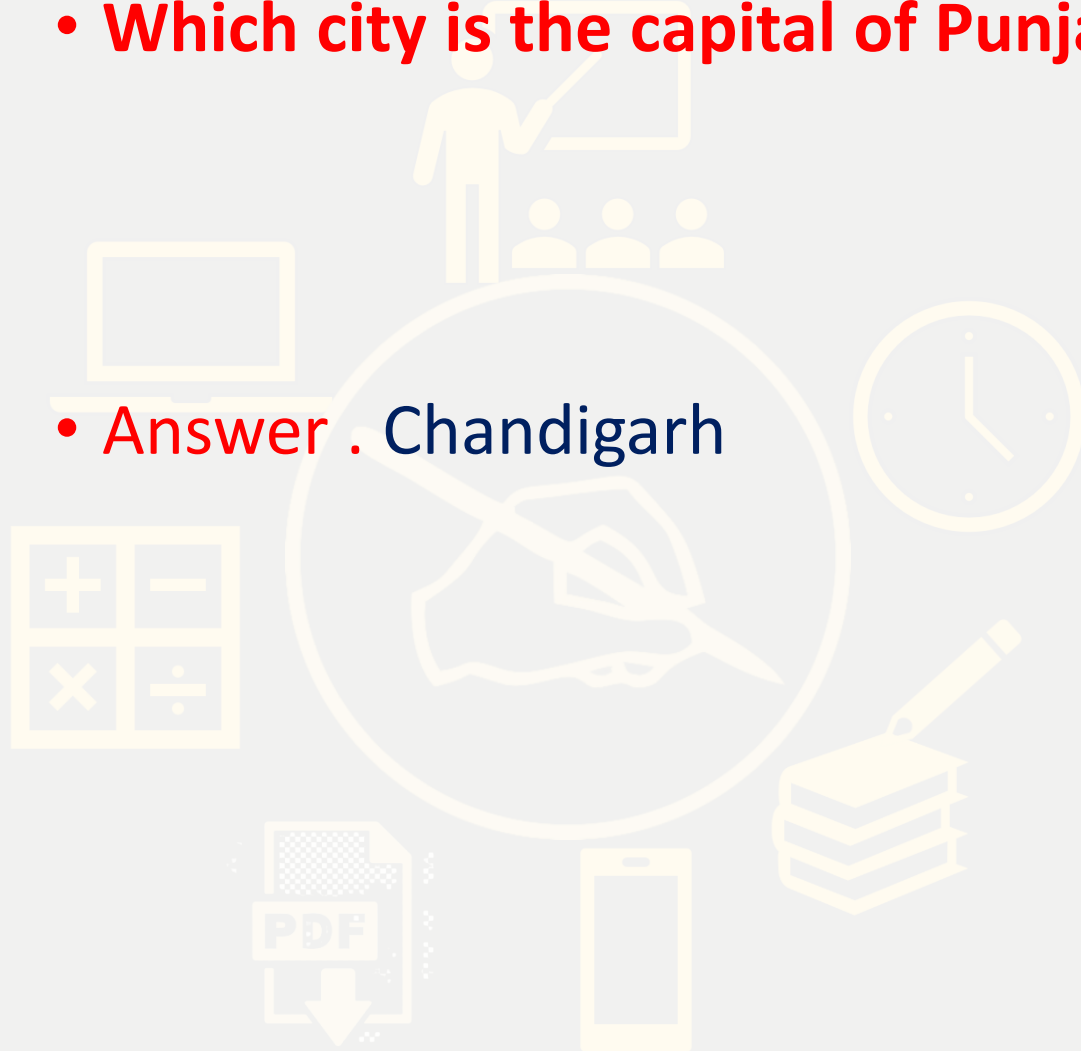 • Which city is the capital of
• Answer . Chandigarh
PDF